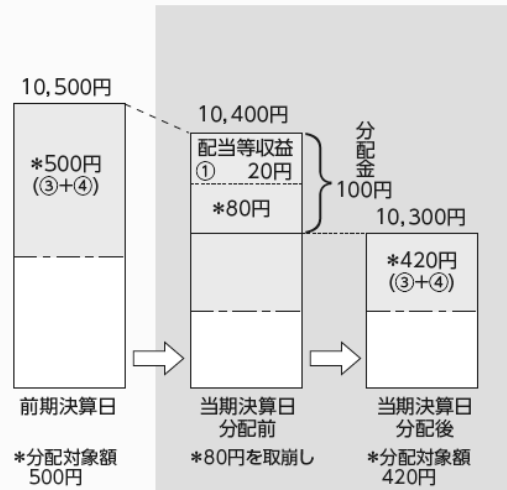 10,500円
*500円
(③+④)
前期決算日
*分配対象額
500円
10,400円
配当等収益
① 20円
*80円
分配金
100円
当期決算日
分配前
*80円を取崩し
10,300円
*420円
(③+④)
当期決算日
分配後
*分配対象額
420円